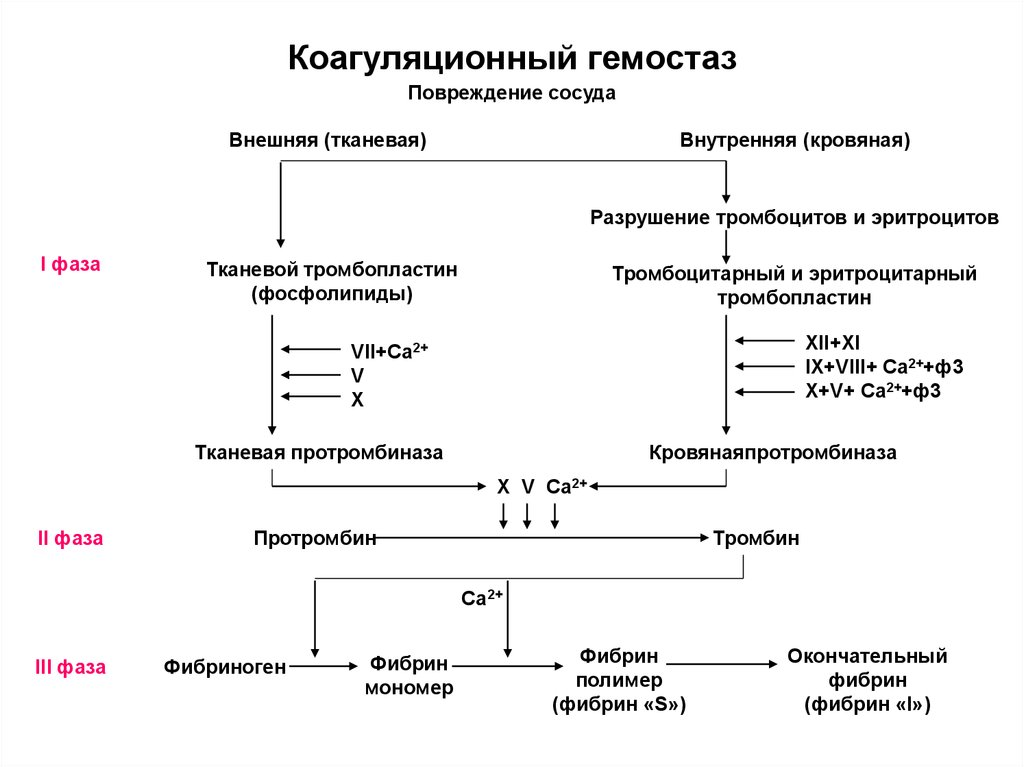 Коагуляционный гемостаз
Повреждение сосуда
Внешняя (тканевая)
Внутренняя (кровяная)
Разрушение тромбоцитов и эритроцитов
I фаза
Тканевой тромбопластин
(фосфолипиды)
Тромбоцитарный и эритроцитарный
тромбопластин
VII+Ca²⁺
V
X
XII+XI
IX+VIII+ Ca²⁺+ф3
X+V+ Ca²⁺+ф3
Тканевая протромбиназа
Кровянаяпротромбиназа
X V Ca²⁺
II фаза
Протромбин
Тромбин
Ca²⁺
III фаза
Фибриноген
Фибрин
мономер
Фибрин
полимер
(фибрин «S»)
Окончательный
фибрин
(фибрин «I»)